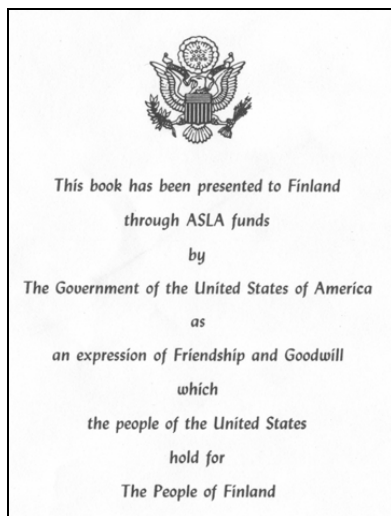 This book has been presented to Finland
through ASLA funds
by
The Government of the United States of America
as
an expression of Friendship and Goodwill
which
the people of the United States
hold for
The People of Finland